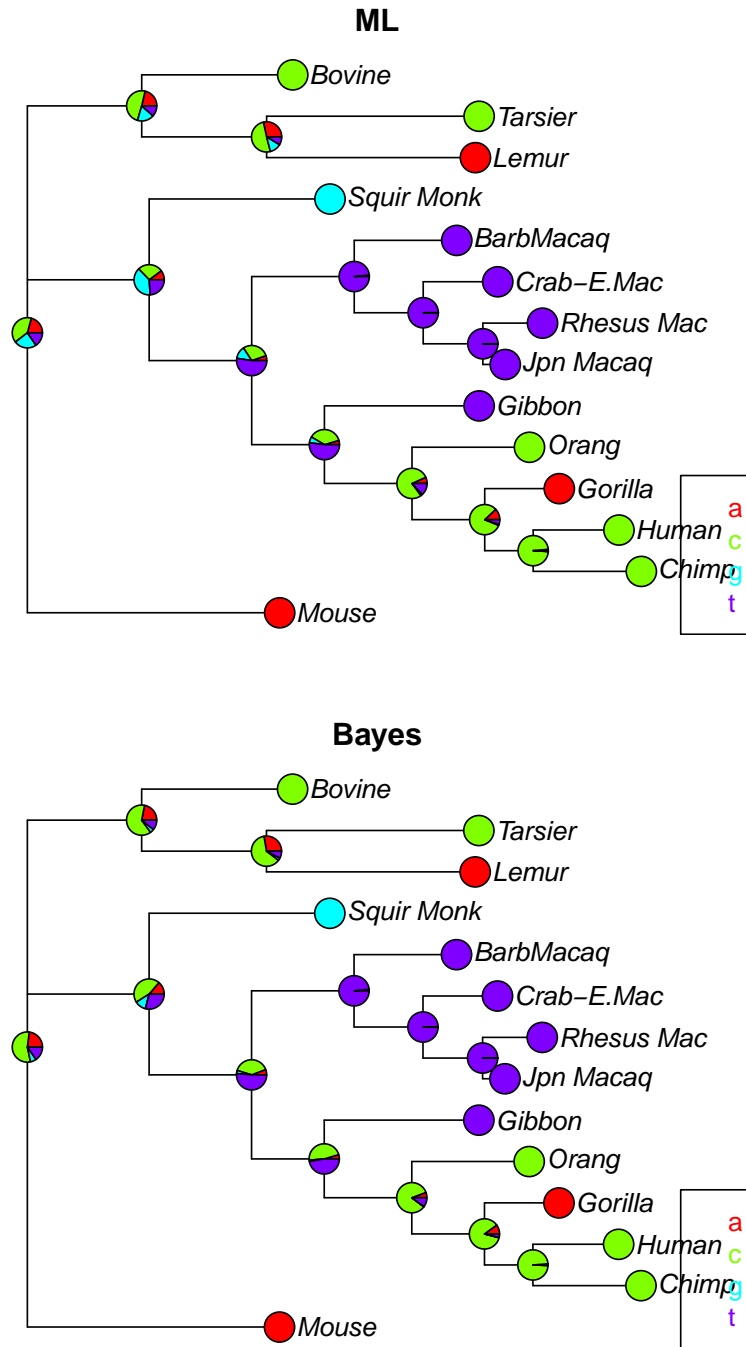 ML
Bovine
Tarsier
Lemur
Squir Monk
BarbMacaq
Crab−E.Mac
Rhesus Mac
Jpn Macaq
Gibbon
Orang
Gorilla
a
Human
c
Chimp
g
t
Mouse
Bayes
Bovine
Tarsier
Lemur
Squir Monk
BarbMacaq
Crab−E.Mac
Rhesus Mac
Jpn Macaq
Gibbon
Orang
Gorilla
a
Human
c
Chimp
g
t
Mouse